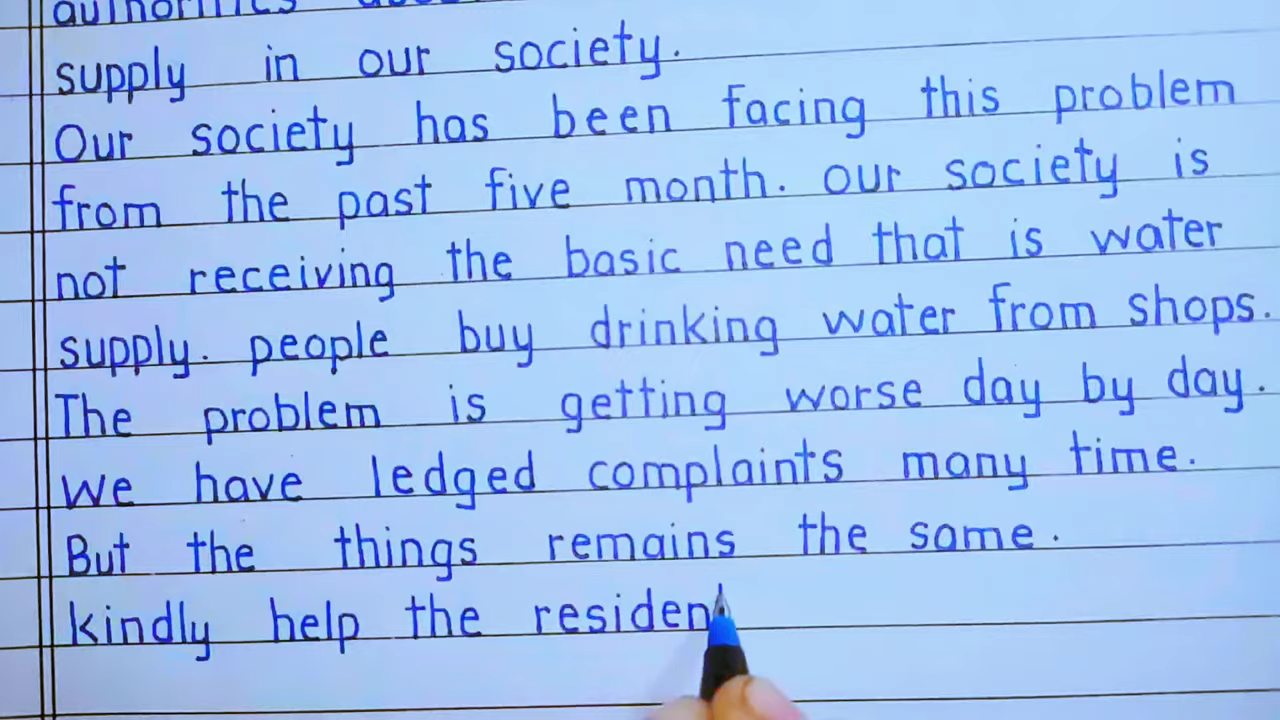 authorities
supply in our society.
Our society has been facing this problem
from the past five month. our society is
not receiving the basic need that is water
supply. people buy drinking water from shops.
The problem is getting worse day by day.
We have ledged complaints many time.
But the things remains the same.
kindly help the residen